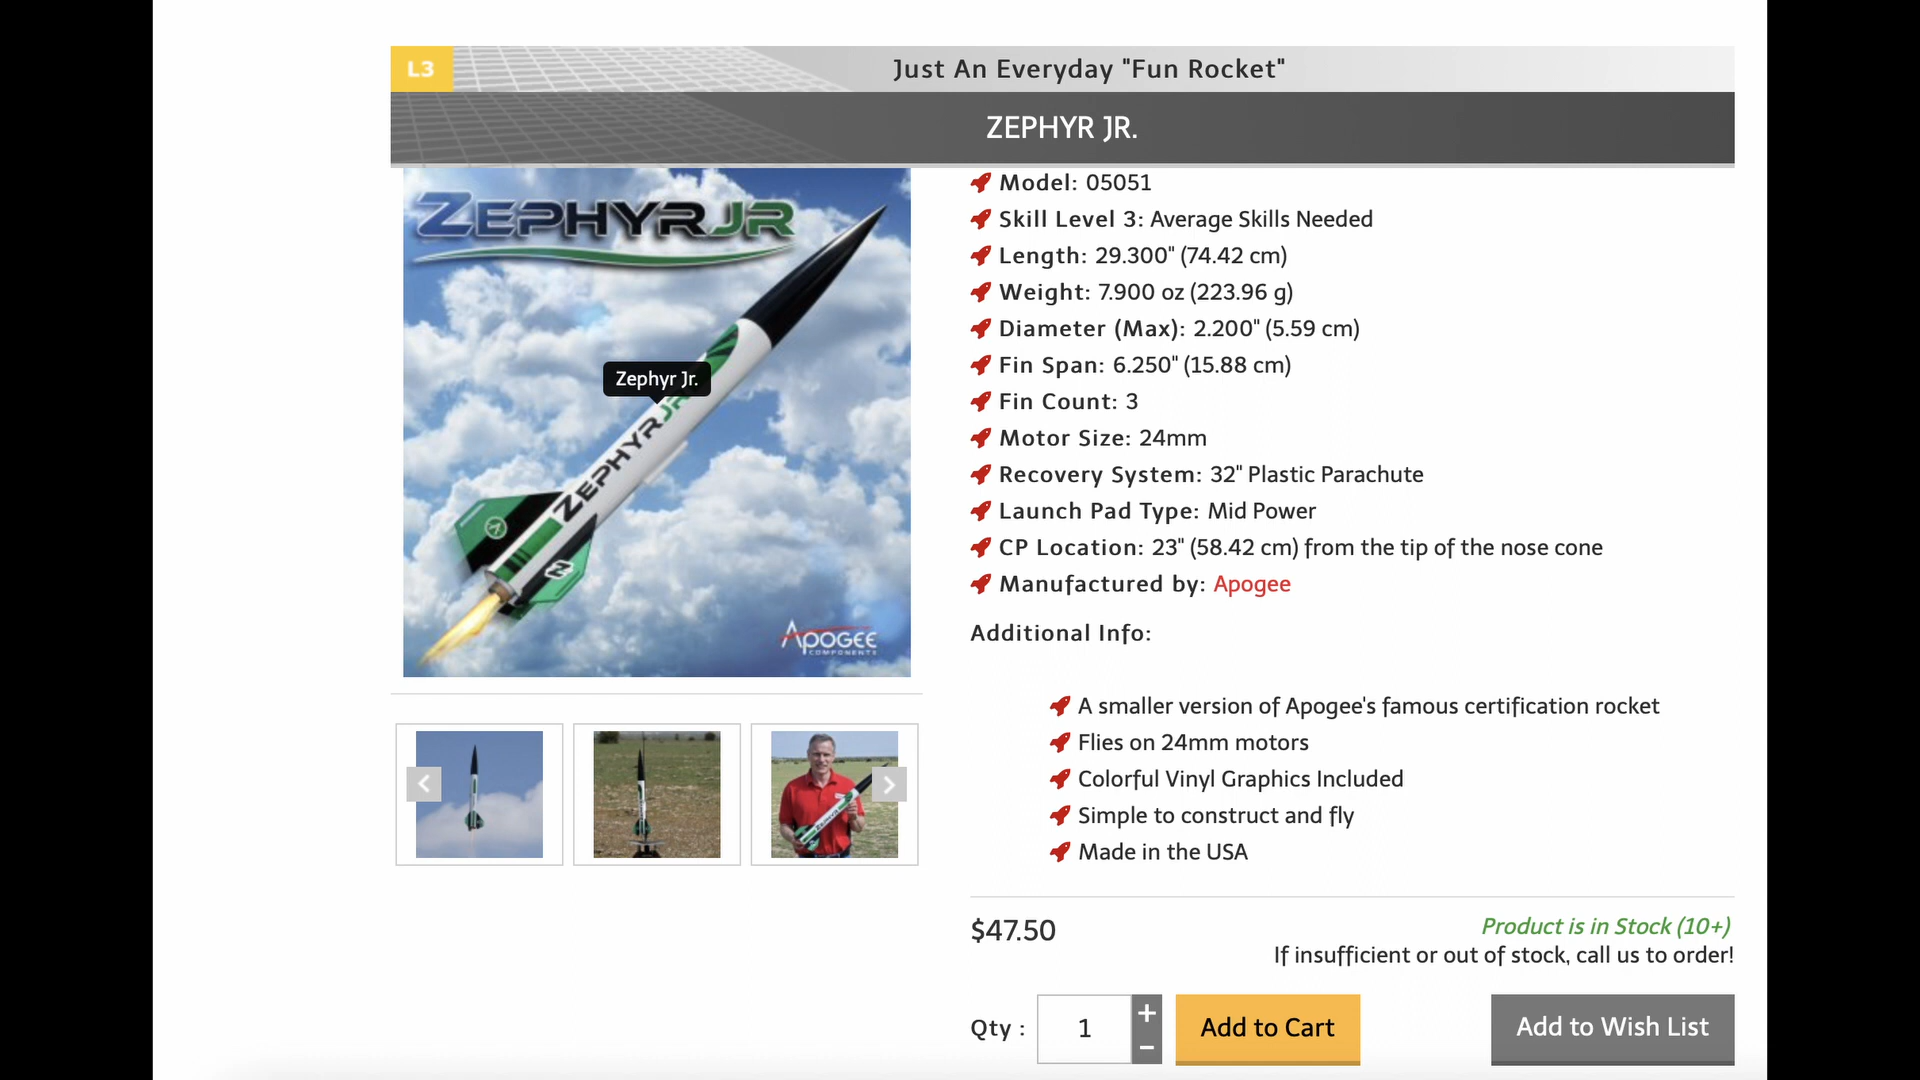 L3
Just An Everyday "Fun Rocket"
ZEPHYR JR.
ZEPHYR JR
Zephyr Jr.
ZEPHYR JR
Z
APOGEE
COMPONENTS
Model: 05051
Skill Level 3: Average Skills Needed
Length: 29.300" (74.42 cm)
Weight: 7.900 oz (223.96 g)
Diameter (Max): 2.200" (5.59 cm)
Fin Span: 6.250" (15.88 cm)
Fin Count: 3
Motor Size: 24mm
Recovery System: 32" Plastic Parachute
Launch Pad Type: Mid Power
CP Location: 23" (58.42 cm) from the tip of the nose cone
Manufactured by: Apogee
Additional Info:
A smaller version of Apogee's famous certification rocket
Flies on 24mm motors
Colorful Vinyl Graphics Included
Simple to construct and fly
Made in the USA
$47.50
Product is in Stock (10+)
If insufficient or out of stock, call us to order!
Qty :
1
+
−
Add to Cart
Add to Wish List